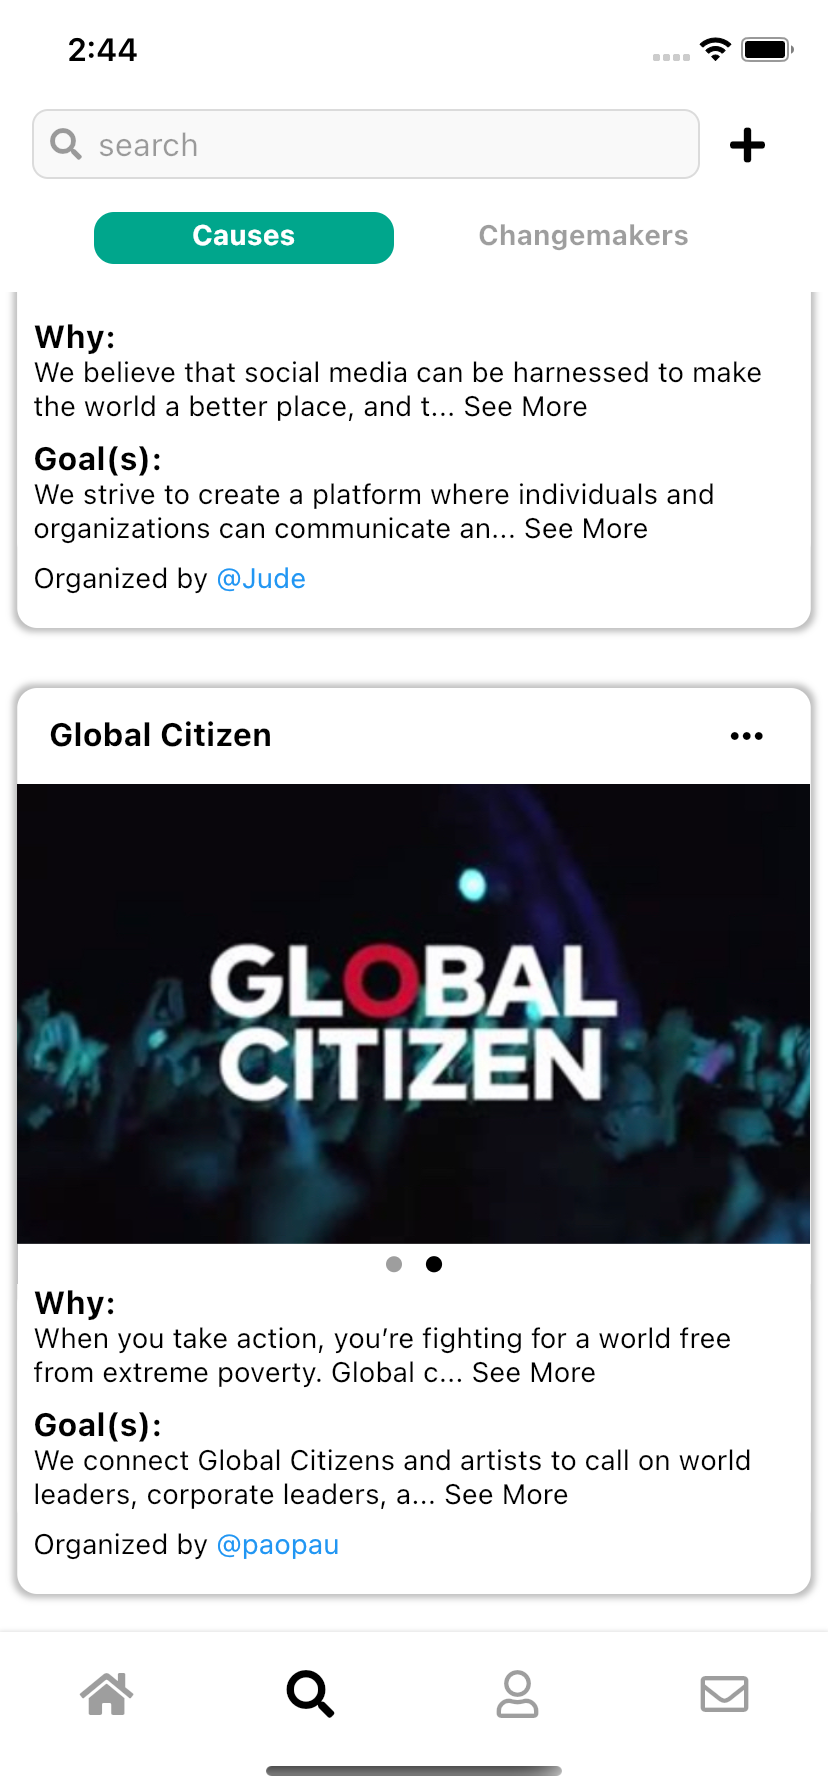 2:44
search
Causes
Changemakers
Why:
We believe that social media can be harnessed to make
the world a better place, and t... See More
Goal(s):
We strive to create a platform where individuals and
organizations can communicate an... See More
Organized by @Jude
Global Citizen
GLOBAL
CITIZEN
Why:
When you take action, you’re fighting for a world free
from extreme poverty. Global c... See More
Goal(s):
We connect Global Citizens and artists to call on world
leaders, corporate leaders, a... See More
Organized by @paopau